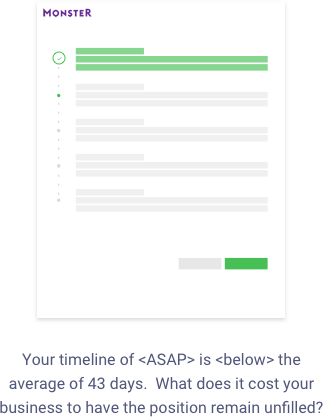 MONSTER
Your timeline of <ASAP> is <below> the
average of 43 days.  What does it cost your
business to have the position remain unfilled?